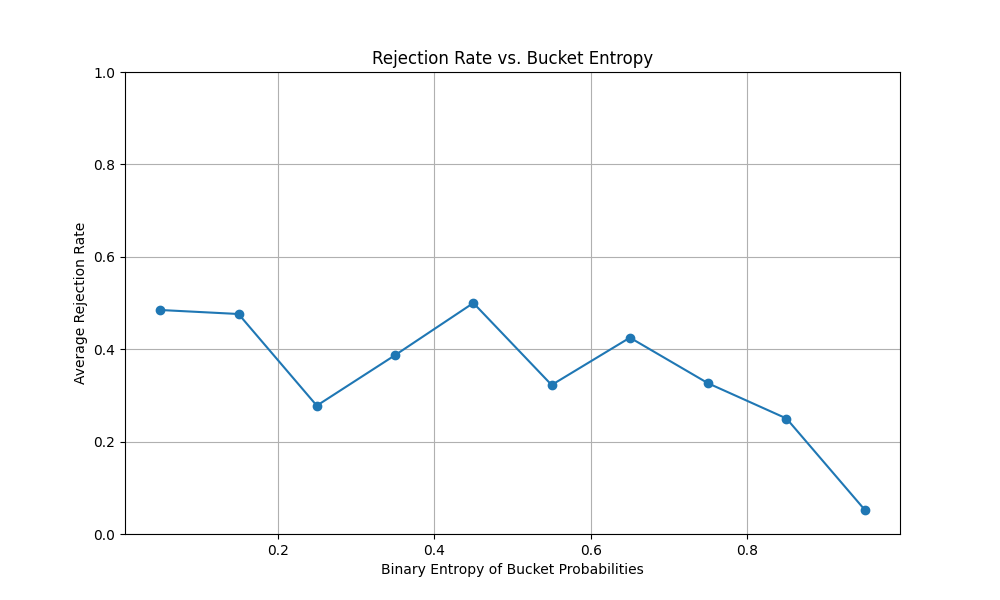 Rejection Rate vs. Bucket Entropy
1.0
0.8
0.6
0.4
0.2
0.0
Average Rejection Rate
0.2 0.4 0.6 0.8
Binary Entropy of Bucket Probabilities